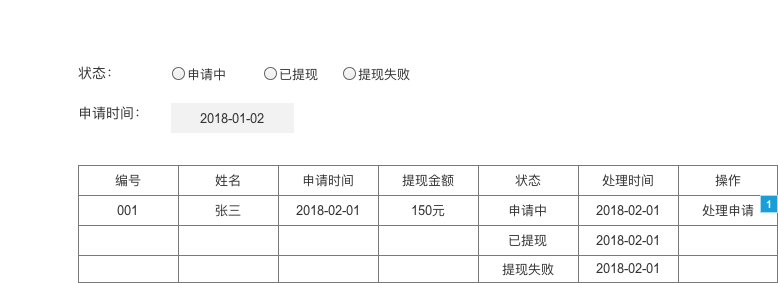 状态：
申请中 已提现 提现失败
申请时间：
2018-01-02
编号 姓名 申请时间 提现金额 状态 处理时间 操作
001 张三 2018-02-01 150元 申请中 2018-02-01 处理申请 1
已提现 2018-02-01
提现失败 2018-02-01